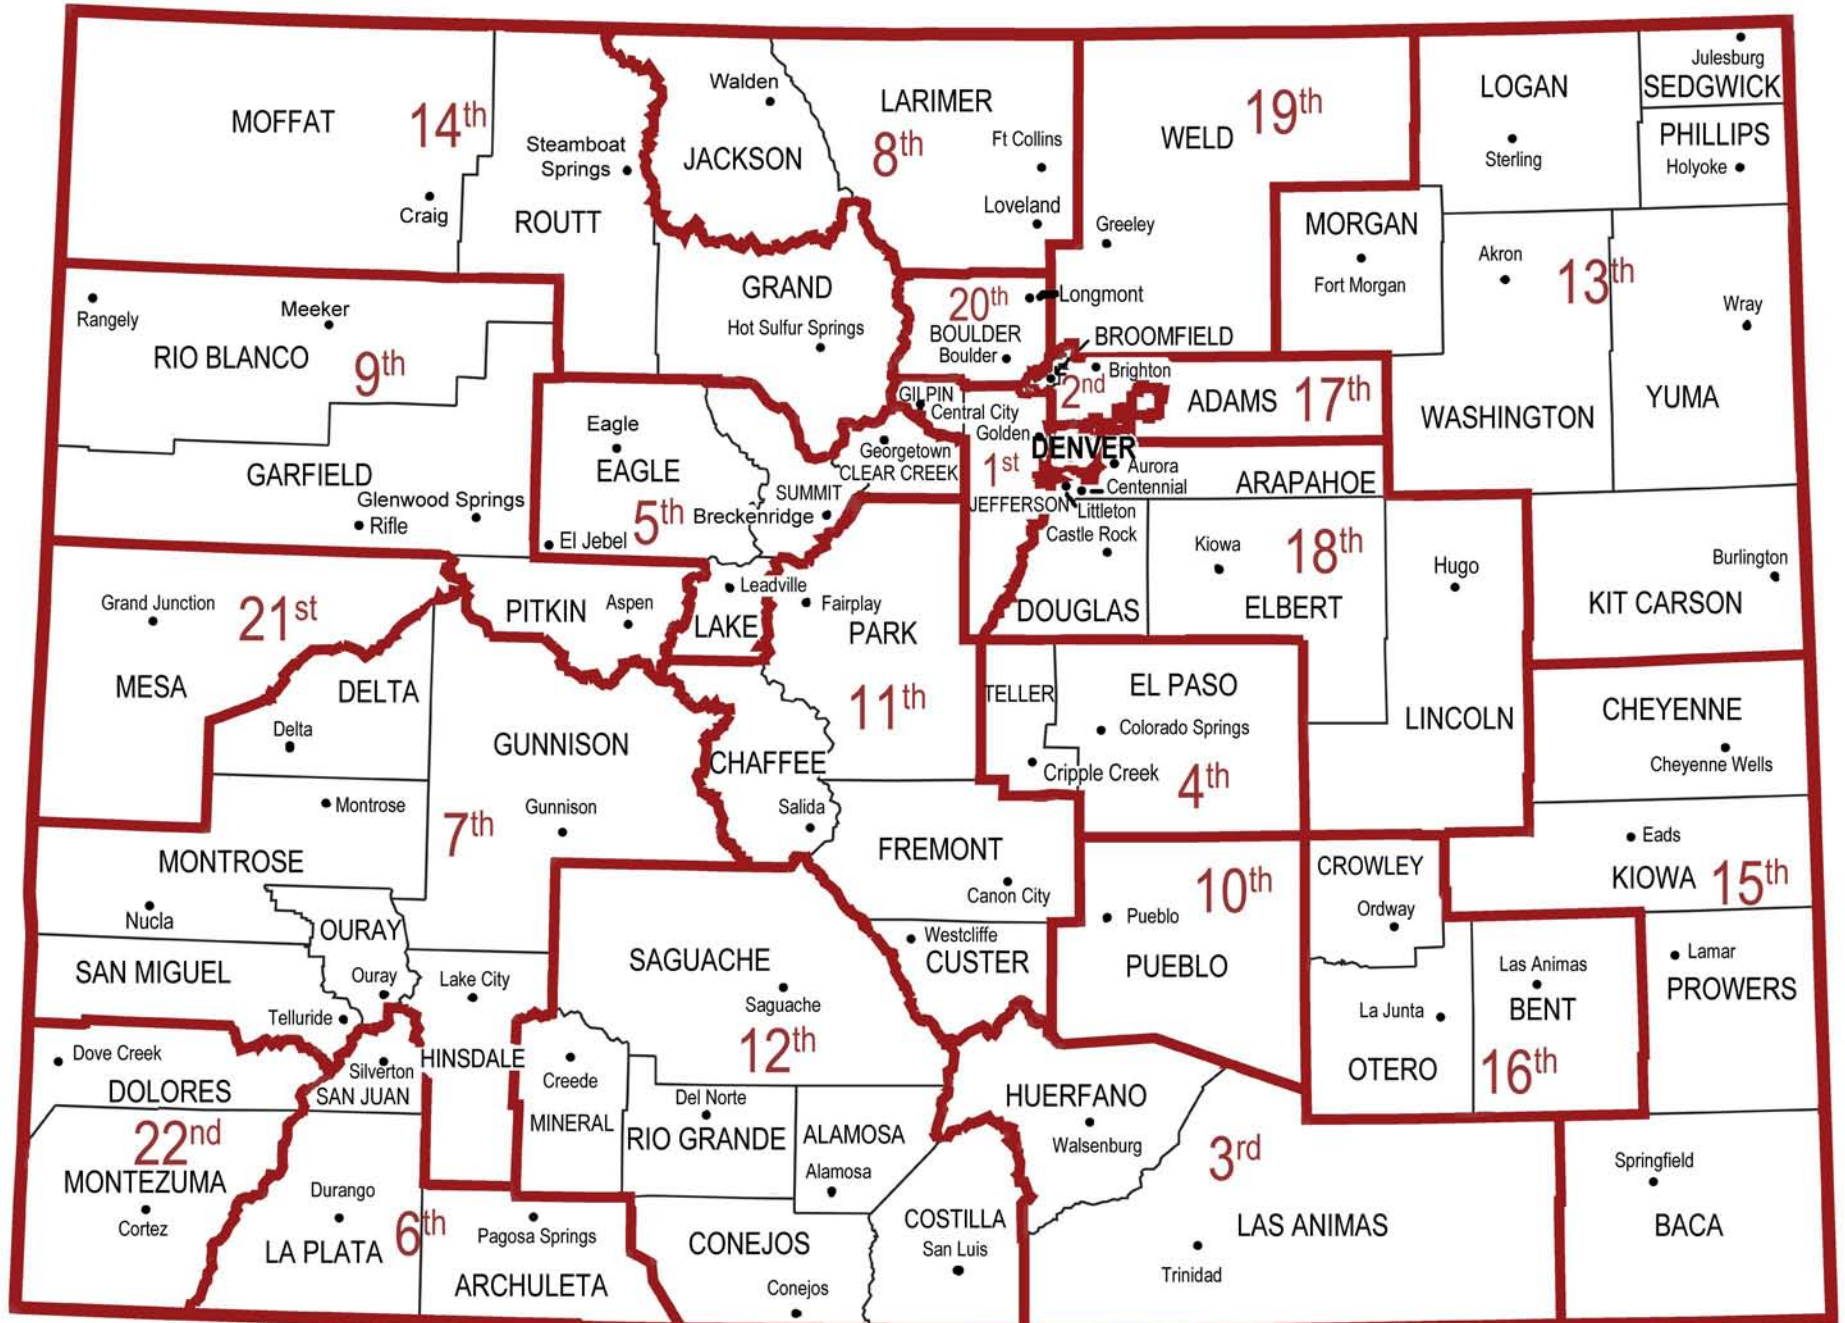 Julesburg
SEDGWICK
LOGAN
Walden
LARIMER
19th
MOFFAT
14th
WELD
PHILLIPS
Steamboat
Springs
JACKSON
8th
Ft Collins
Sterling
Holyoke
Craig
ROUTT
Loveland
Greeley
MORGAN
Akron
13th
Fort Morgan
GRAND
20th
Longmont
Wray
Rangely
Meeker
Hot Sulfur Springs
BOULDER
BROOMFIELD
RIO BLANCO
9th
Boulder
Brighton
2nd
ADAMS
17th
GILPIN
Central City
WASHINGTON
YUMA
Eagle
Golden
DENVER
Georgetown
1st
Aurora
GARFIELD
EAGLE
CLEAR CREEK
Centennial
ARAPAHOE
Glenwood Springs
SUMMIT
JEFFERSON
Littleton
Rifle
5th
Breckenridge
Castle Rock
El Jebel
Kiowa
18th
Hugo
Burlington
Leadville
Grand Junction
21st
PITKIN
Aspen
LAKE
Fairplay
PARK
DOUGLAS
ELBERT
KIT CARSON
MESA
DELTA
11th
TELLER
EL PASO
LINCOLN
CHEYENNE
Delta
GUNNISON
CHAFFEE
Colorado Springs
Cheyenne Wells
Cripple Creek
4th
Montrose
Gunnison
Salida
7th
Eads
MONTROSE
FREMONT
CROWLEY
KIOWA
15th
Canon City
10th
Nucla
Pueblo
Ordway
OURAY
SAGUACHE
Westcliffe
CUSTER
PUEBLO
Lamar
SAN MIGUEL
Ouray
Lake City
Las Animas
PROWERS
Saguache
BENT
Telluride
La Junta
12th
Dove Creek
HINSDALE
OTERO
16th
DOLORES
Silverton
Creede
SAN JUAN
Del Norte
HUERFANO
22nd
MINERAL
RIO GRANDE
ALAMOSA
Walsenburg
3rd
MONTEZUMA
Durango
Alamosa
Springfield
Cortez
6th
COSTILLA
LA PLATA
Pagosa Springs
CONEJOS
San Luis
LAS ANIMAS
BACA
ARCHULETA
Conejos
Trinidad